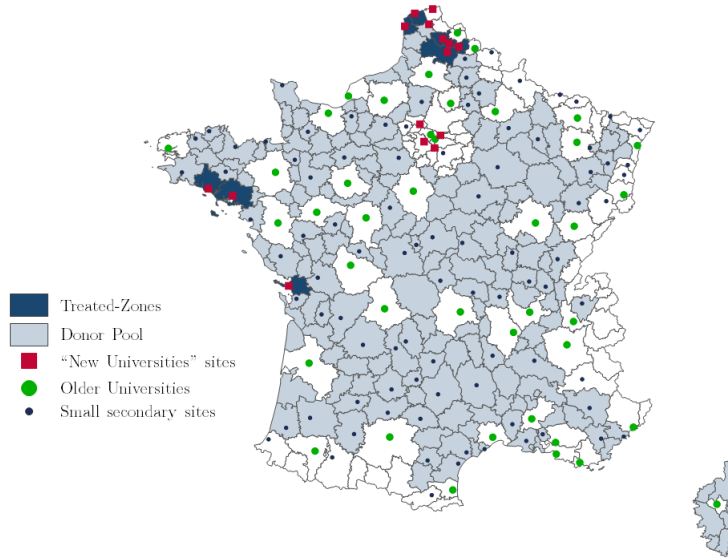 Treated-Zones
Donor Pool
“New Universities” sites
Older Universities
Small secondary sites